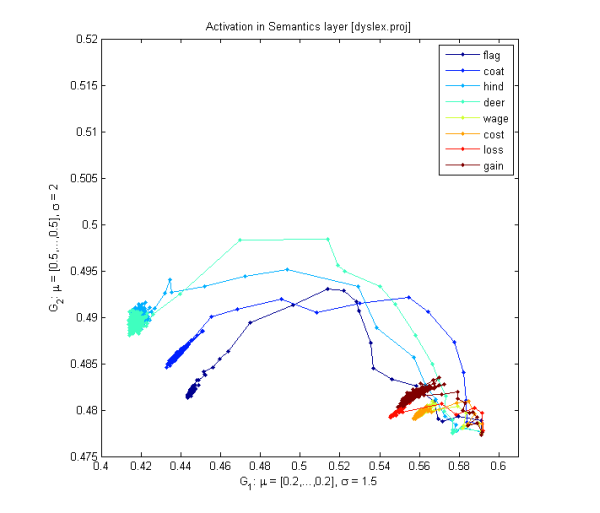 Activation in Semantics layer [dyslex.proj]
0.52
0.515
0.51
0.505
0.5
0.495
0.49
0.485
0.48
0.475
G2: μ = [0.5,...,0.5], σ = 2
flag
coat
hind
deer
wage
cost
loss
gain
0.4 0.42 0.44 0.46 0.48 0.5 0.52 0.54 0.56 0.58 0.6
G1: μ = [0.2,...,0.2], σ = 1.5